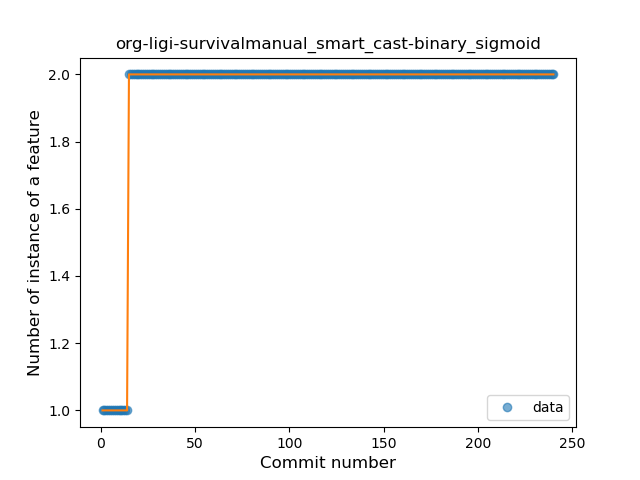 org-ligi-survivalmanual_smart_cast-binary_sigmoid
Number of instance of a feature
2.0
1.8
1.6
1.4
1.2
1.0
data
0 50 100 150 200 250
Commit number